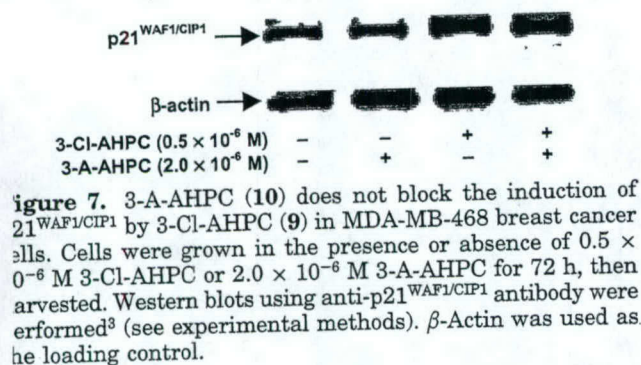 p21WAF1/CIP1
β-actin
3-Cl-AHPC (0.5 × 10-6 M) – – + +
3-A-AHPC (2.0 × 10-6 M) – + – +
igure 7. 3-A-AHPC (10) does not block the induction of
21WAF1/CIP1 by 3-Cl-AHPC (9) in MDA-MB-468 breast cancer
ells. Cells were grown in the presence or absence of 0.5 ×
0-6 M 3-Cl-AHPC or 2.0 × 10-6 M 3-A-AHPC for 72 h, then
arvested. Western blots using anti-p21WAF1/CIP1 antibody were
erformed3 (see experimental methods). β-Actin was used as
he loading control.